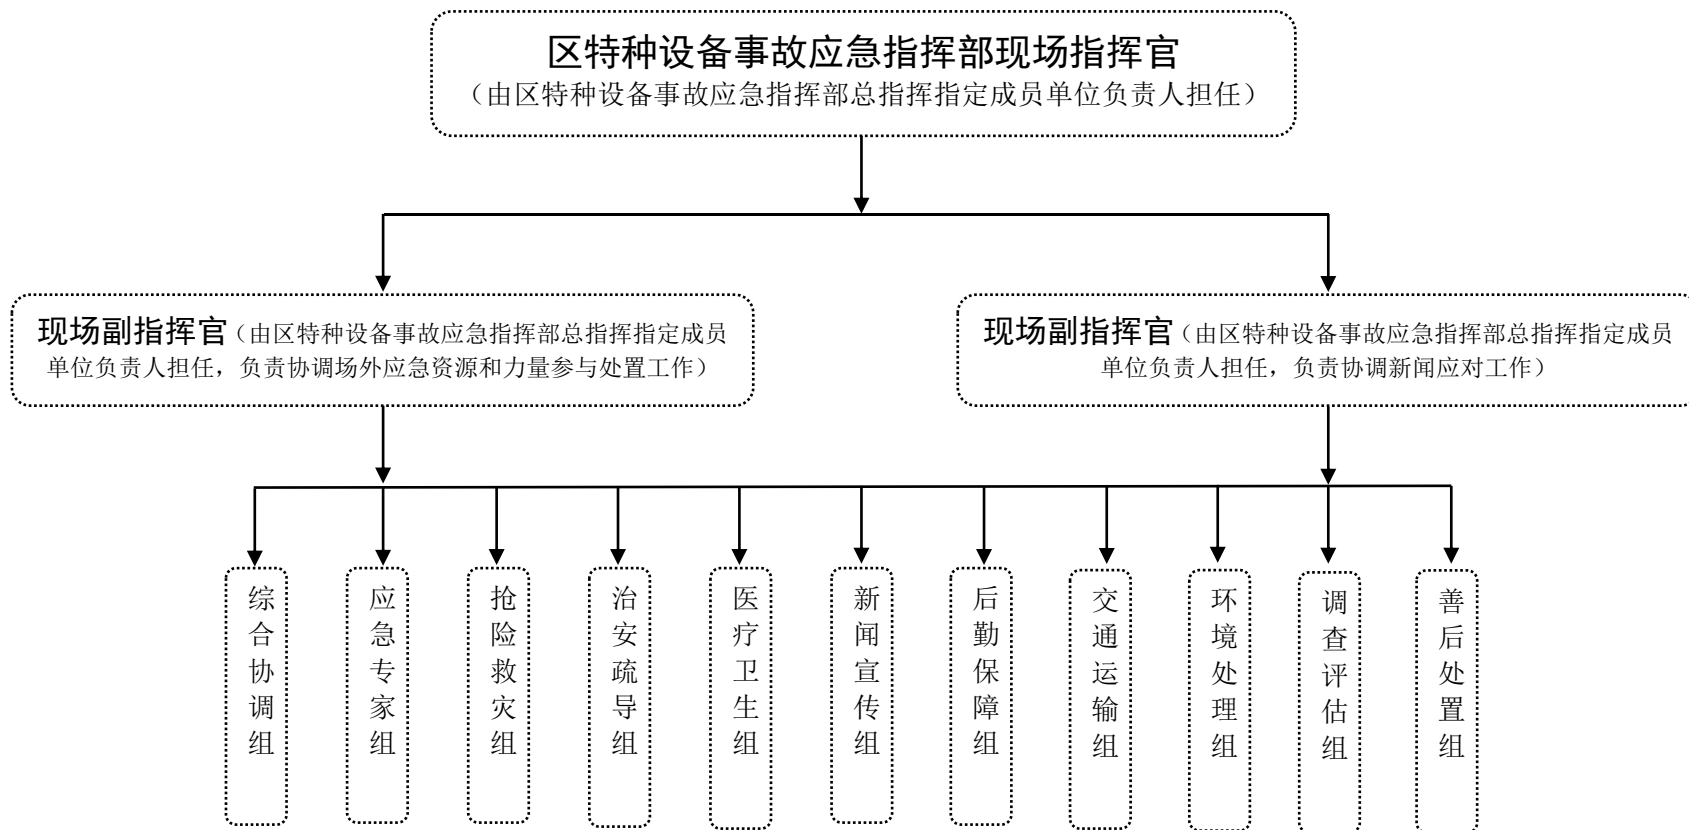 区特种设备事故应急指挥部现场指挥官
（由区特种设备事故应急指挥部总指挥指定成员单位负责人担任）
现场副指挥官（由区特种设备事故应急指挥部总指挥指定成员
单位负责人担任，负责协调场外应急资源和力量参与处置工作）
现场副指挥官（由区特种设备事故应急指挥部总指挥指定成员
单位负责人担任，负责协调新闻应对工作）
综合协调组
应急专家组
抢险救灾组
治安疏导组
医疗卫生组
新闻宣传组
后勤保障组
交通运输组
环境处理组
调查评估组
善后处置组